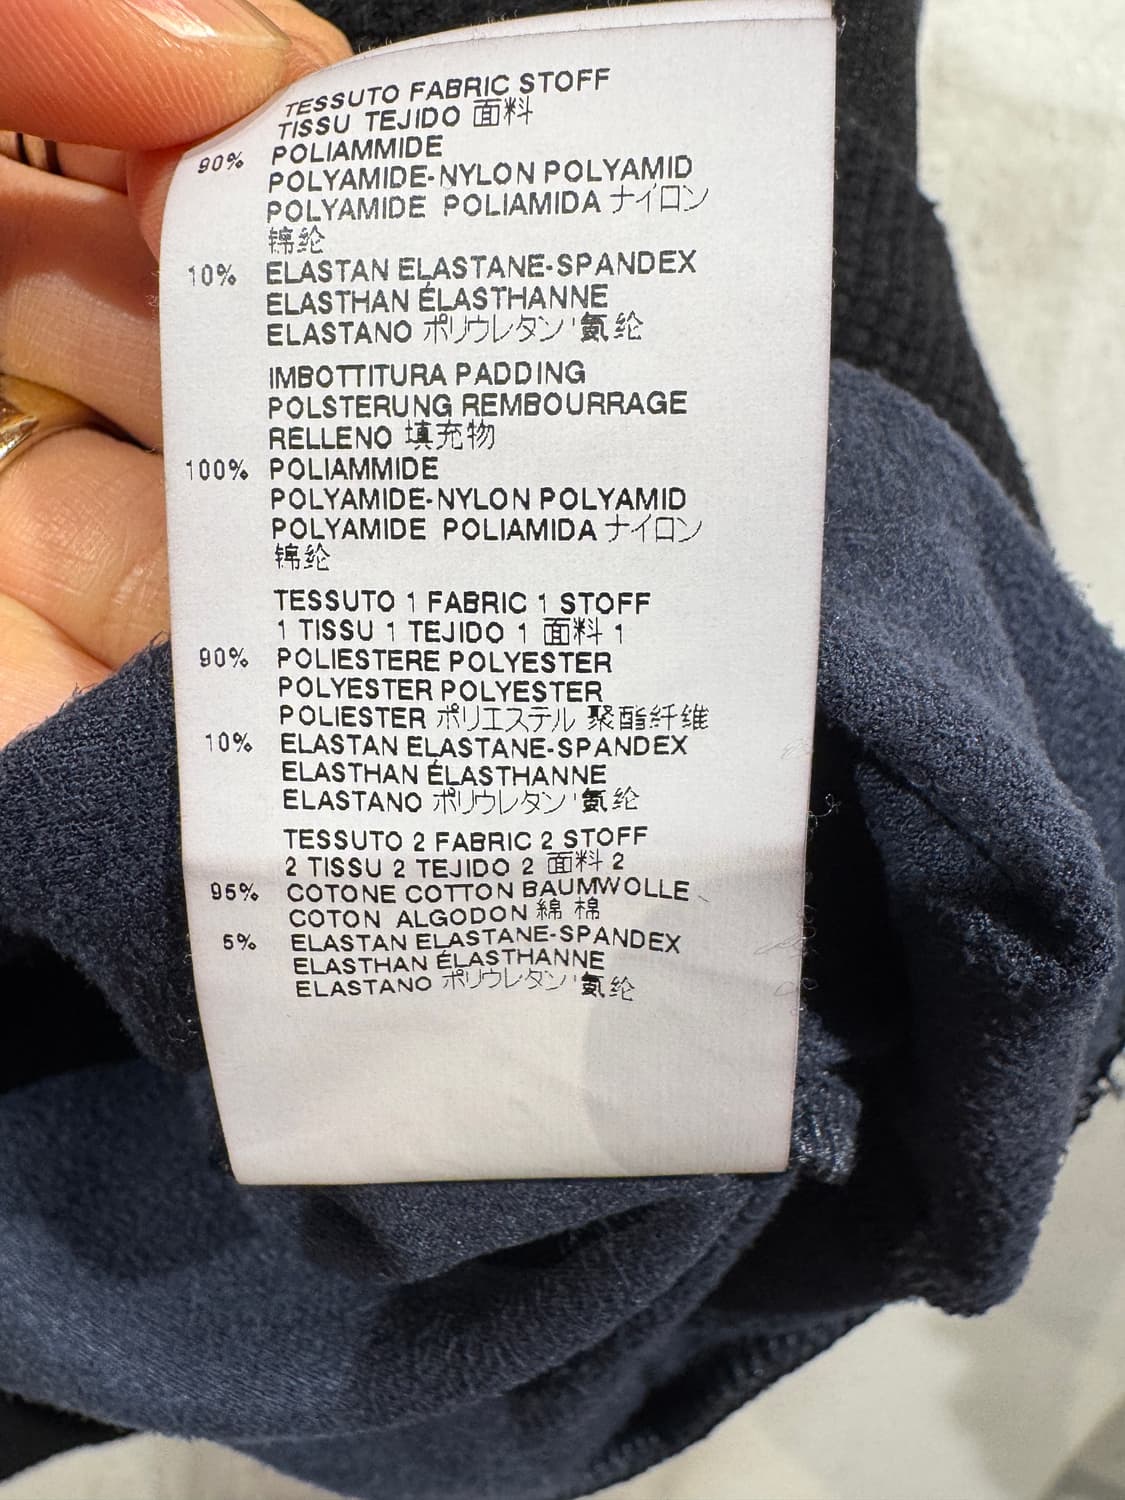 TESSUTO FABRIC STOFF
TISSU TEJIDO 面料
90% POLIAMMIDE
POLYAMIDE-NYLON POLYAMID
POLYAMIDE POLIAMIDA ナイロン
锦纶
10% ELASTAN ELASTANE-SPANDEX
ELASTHAN ÉLASTHANNE
ELASTANO ポリウレタン' 氨纶
IMBOTTITURA PADDING
POLSTERUNG REMBOURRAGE
RELLENO 填充物
100% POLIAMMIDE
POLYAMIDE-NYLON POLYAMID
POLYAMIDE POLIAMIDA ナイロン
锦纶
TESSUTO 1 FABRIC 1 STOFF
1 TISSU 1 TEJIDO 1 面料 1
90% POLIESTERE POLYESTER
POLYESTER POLYESTER
POLIESTER ポリエステル 聚酯纤维
10% ELASTAN ELASTANE-SPANDEX
ELASTHAN ÉLASTHANNE
ELASTANO ポリウレタン' 氨纶
TESSUTO 2 FABRIC 2 STOFF
2 TISSU 2 TEJIDO 2 面料 2
95% COTONE COTTON BAUMWOLLE
COTON ALGODON 綿 棉
5% ELASTAN ELASTANE-SPANDEX
ELASTHAN ÉLASTHANNE
ELASTANO ポリウレタン' 氨纶